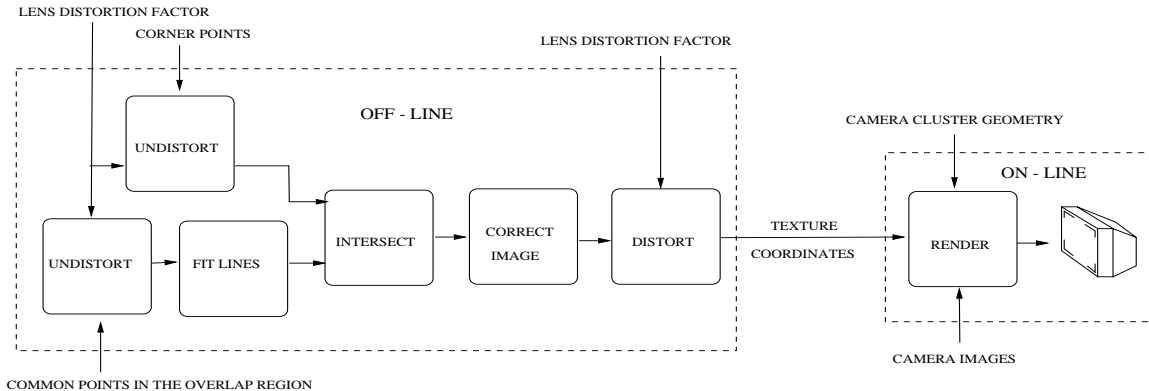 LENS DISTORTION FACTOR
CORNER POINTS
LENS DISTORTION FACTOR
OFF - LINE
CAMERA CLUSTER GEOMETRY
UNDISTORT
ON - LINE
UNDISTORT
FIT LINES
INTERSECT
CORRECT
IMAGE
DISTORT
TEXTURE
COORDINATES
RENDER
CAMERA IMAGES
COMMON POINTS IN THE OVERLAP REGION